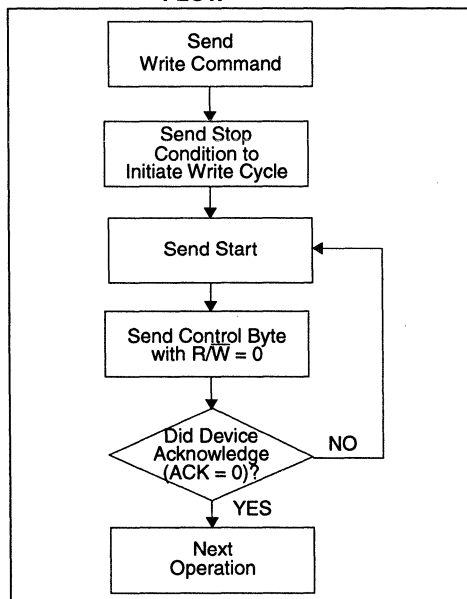 Send
Write Command
Send Stop
Condition to
Initiate Write Cycle
Send Start
Send Control Byte
with R/W̅ = 0
Did Device
Acknowledge
(ACK = 0)?
NO
YES
Next
Operation